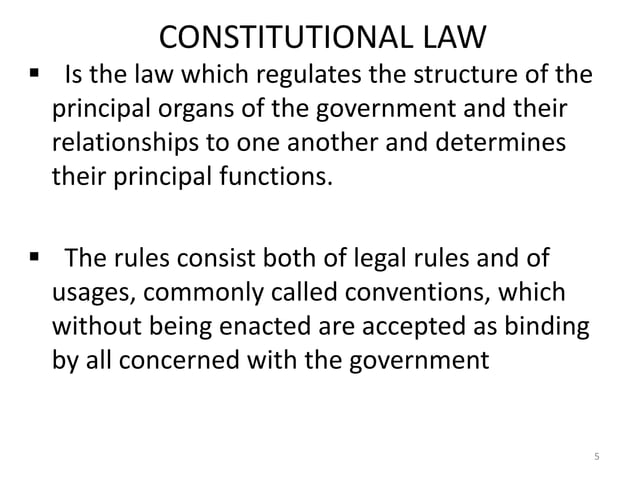 CONSTITUTIONAL LAW
▪ Is the law which regulates the structure of the
principal organs of the government and their
relationships to one another and determines
their principal functions.
▪ The rules consist both of legal rules and of
usages, commonly called conventions, which
without being enacted are accepted as binding
by all concerned with the government
5